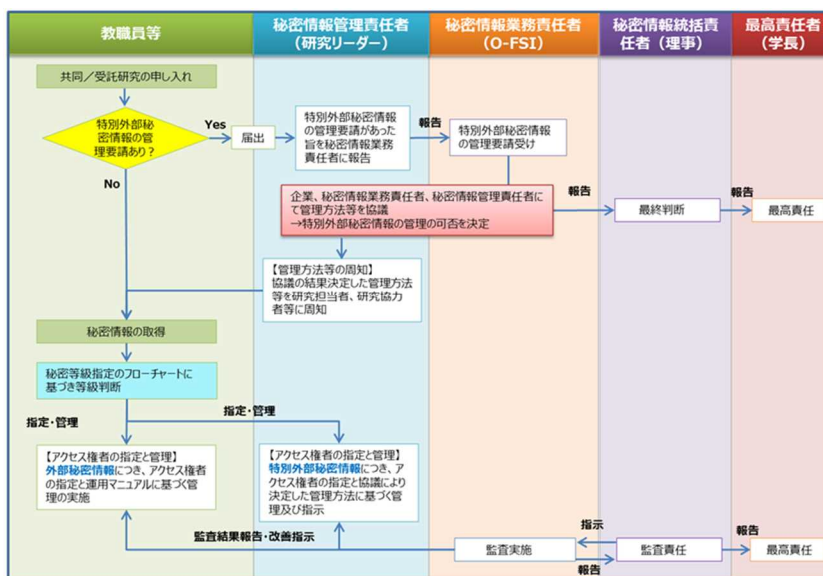 教職員等
秘密情報管理責任者
（研究リーダー）
秘密情報業務責任者
（O-FSI）
秘密情報統括責
任者（理事）
最高責任者
（学長）
共同／受託研究の申し入れ
特別外部秘
密情報の管
理要請あり？
Yes
届出
特別外部秘密情報
の管理要請があった
旨を秘密情報業務
責任者に報告
報告
特別外部秘密情報
の管理要請受け
No
企業、秘密情報業務責任者、秘密情報管理責任者に
て管理方法等を協議
→特別外部秘密情報の管理の可否を決定
報告
最終判断
報告
最高責任
【管理方法等の周知】
協議の結果決定した管理方法
等を研究担当者、研究協力
者等に周知
秘密情報の取得
秘密等級指定のフローチャートに
基づき等級判断
指定・管理
指定・管理
【アクセス権者の指定と管理】
外部秘密情報につき、アクセス権者
の指定と運用マニュアルに基づく管
理の実施
【アクセス権者の指定と管理】
特別外部秘密情報につき、アク
セス権者の指定と協議により
決定した管理方法に基づく管
理及び指示
監査結果報告・改善指示
監査実施
指示
報告
監査責任
報告
最高責任